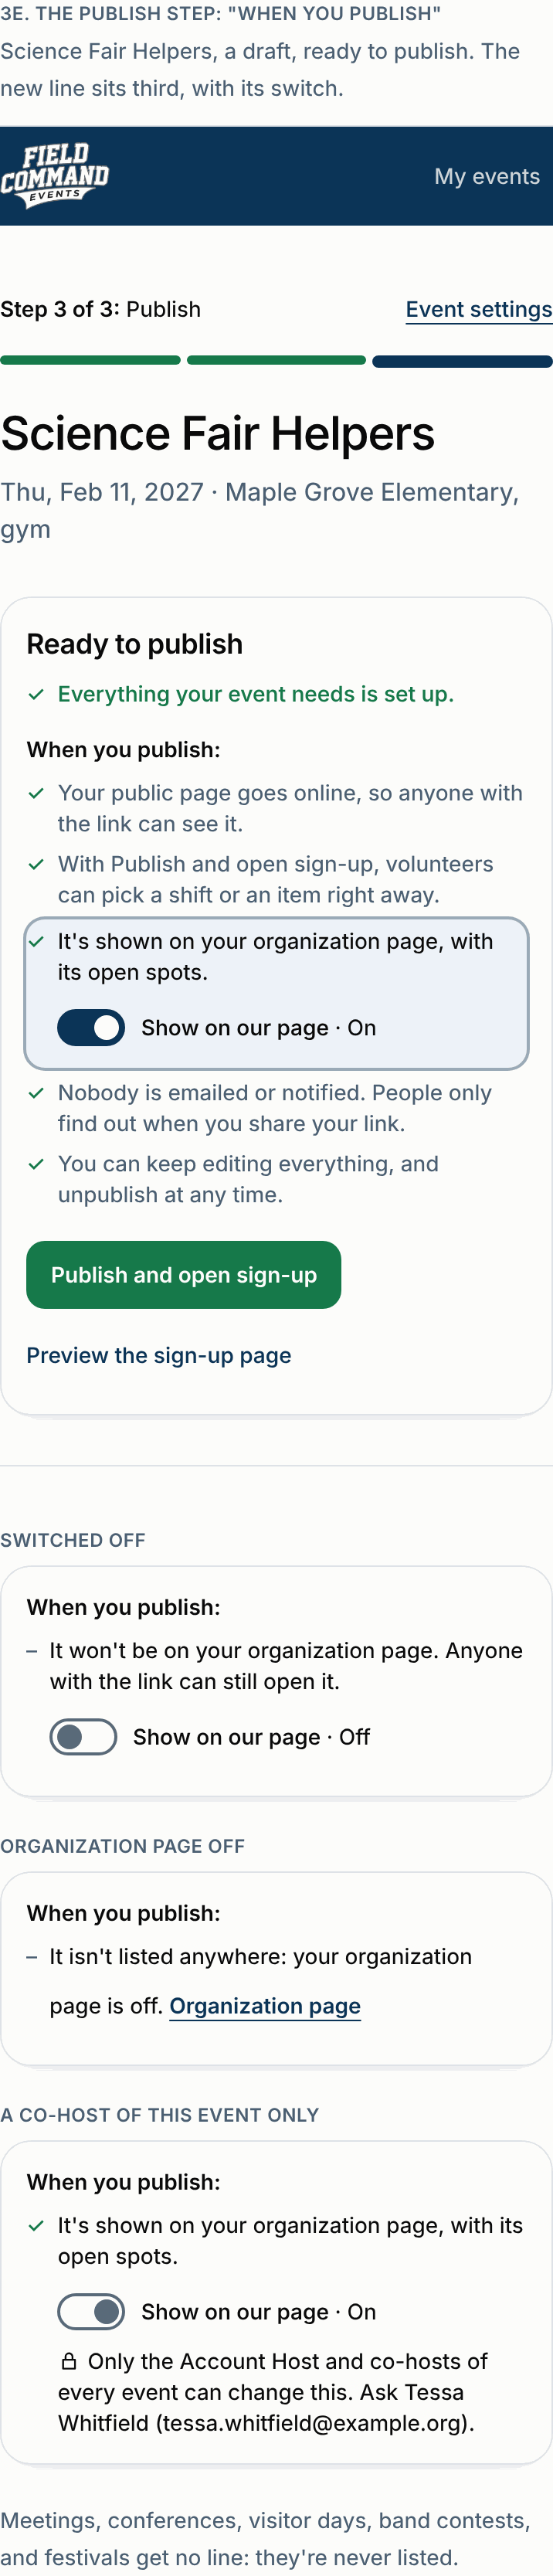 3E. THE PUBLISH STEP: "WHEN YOU PUBLISH"
Science Fair Helpers, a draft, ready to publish. The
new line sits third, with its switch.
FIELD
COMMAND
EVENTS
My events
Step 3 of 3: Publish
Event settings
Science Fair Helpers
Thu, Feb 11, 2027 · Maple Grove Elementary,
gym
Ready to publish
Everything your event needs is set up.
When you publish:
Your public page goes online, so anyone with
the link can see it.
With Publish and open sign-up, volunteers
can pick a shift or an item right away.
It's shown on your organization page, with
its open spots.
Show on our page · On
Nobody is emailed or notified. People only
find out when you share your link.
You can keep editing everything, and
unpublish at any time.
Publish and open sign-up
Preview the sign-up page
SWITCHED OFF
When you publish:
– It won't be on your organization page. Anyone
with the link can still open it.
Show on our page · Off
ORGANIZATION PAGE OFF
When you publish:
– It isn't listed anywhere: your organization
page is off. Organization page
A CO-HOST OF THIS EVENT ONLY
When you publish:
It's shown on your organization page, with its
open spots.
Show on our page · On
Only the Account Host and co-hosts of
every event can change this. Ask Tessa
Whitfield (tessa.whitfield@example.org).
Meetings, conferences, visitor days, band contests,
and festivals get no line: they're never listed.